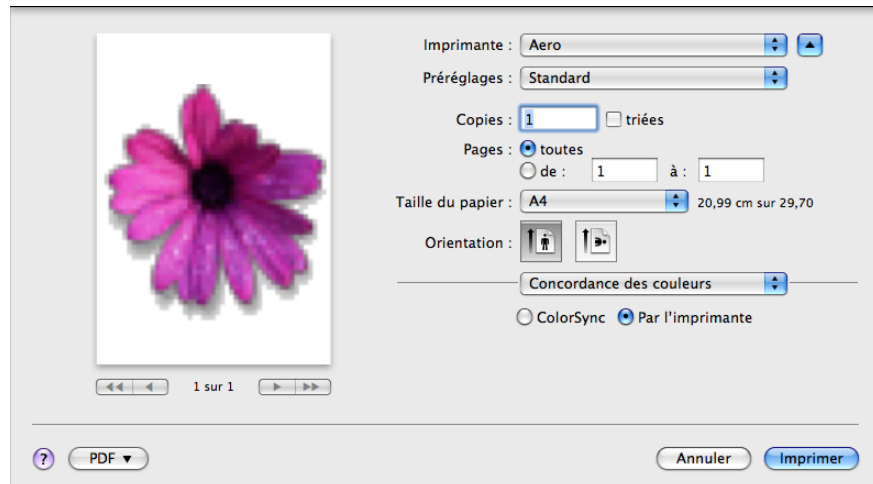 Imprimante : Aero
Préréglages : Standard
Copies : 1 triées
Pages : toutes
de : 1 à : 1
Taille du papier : A4 20,99 cm sur 29,70
Orientation :
Concordance des couleurs
ColorSync Par l'imprimante
1 sur 1
? PDF Annuler Imprimer